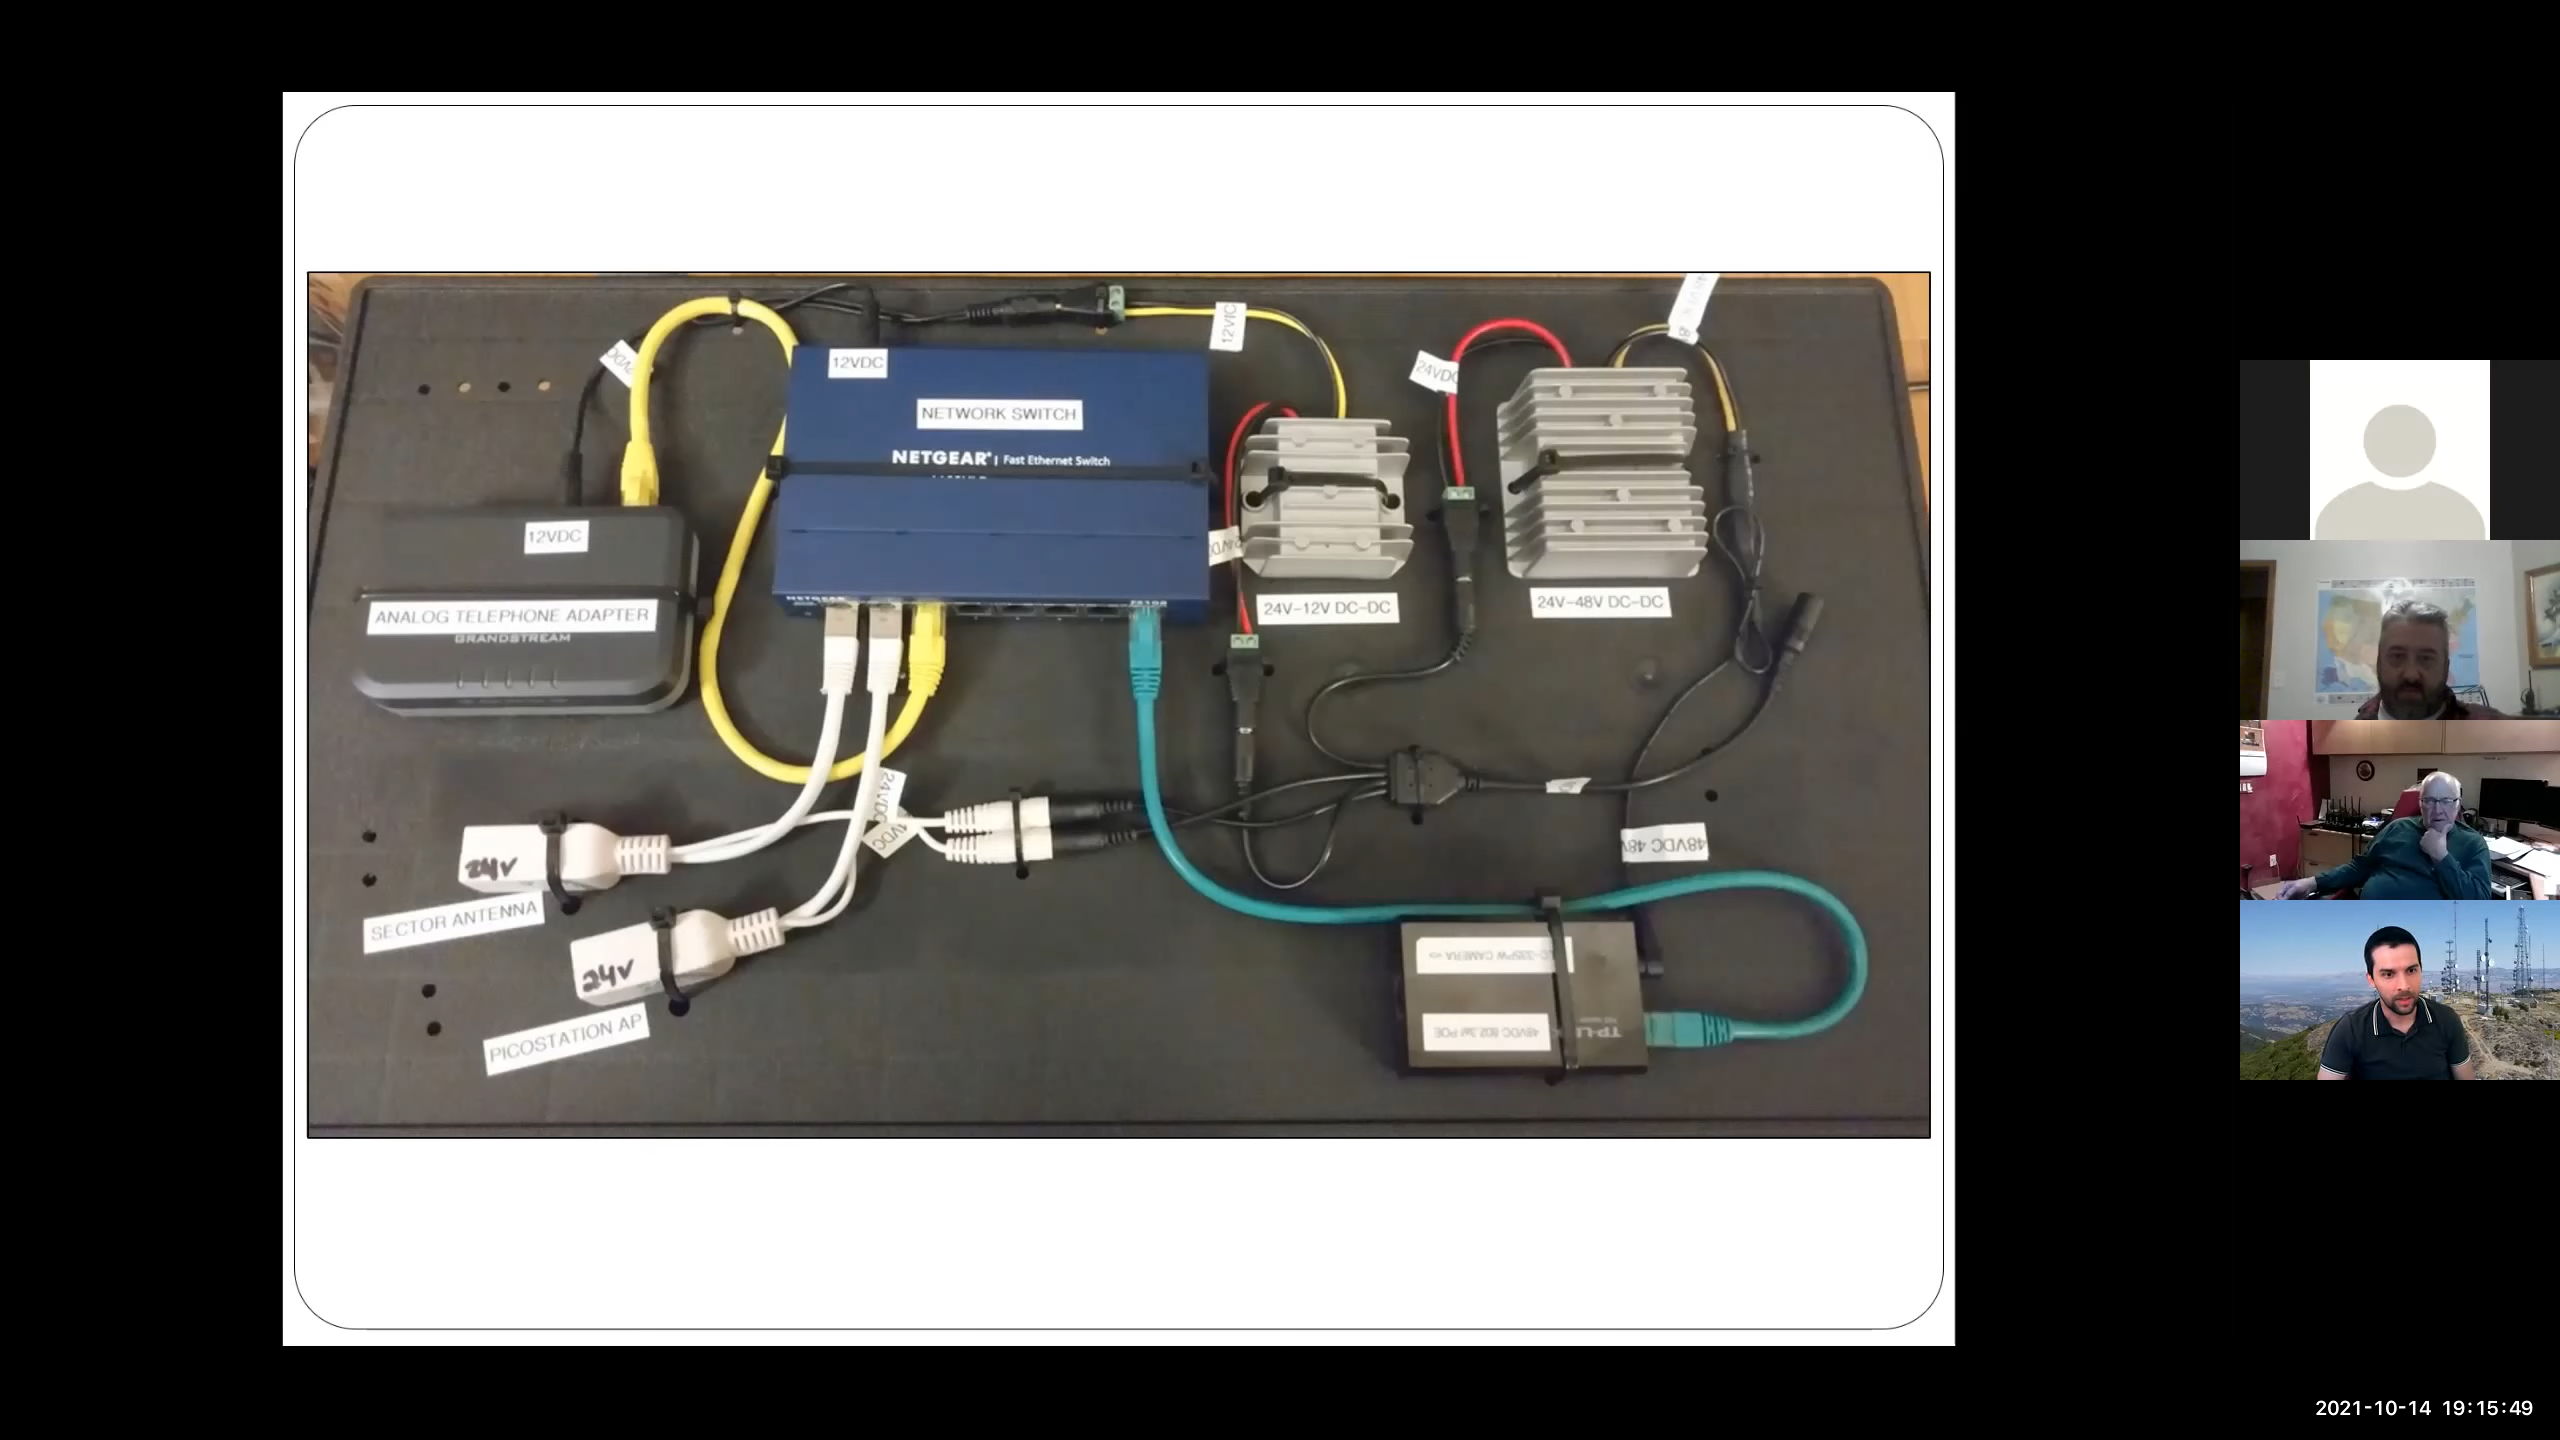 12VDC
NETWORK SWITCH
NETGEAR | Fast Ethernet Switch
24VDC
12VDC
ANALOG TELEPHONE ADAPTER
GRANDSTREAM
NETGEAR
24V-12V DC-DC
24V-48V DC-DC
24VDC
48VDC 48V
24V
SECTOR ANTENNA
24V
PICOSTATION AP
CAMERA
48VDC 802.3af POE
TP-LI
2021-10-14 19:15:49